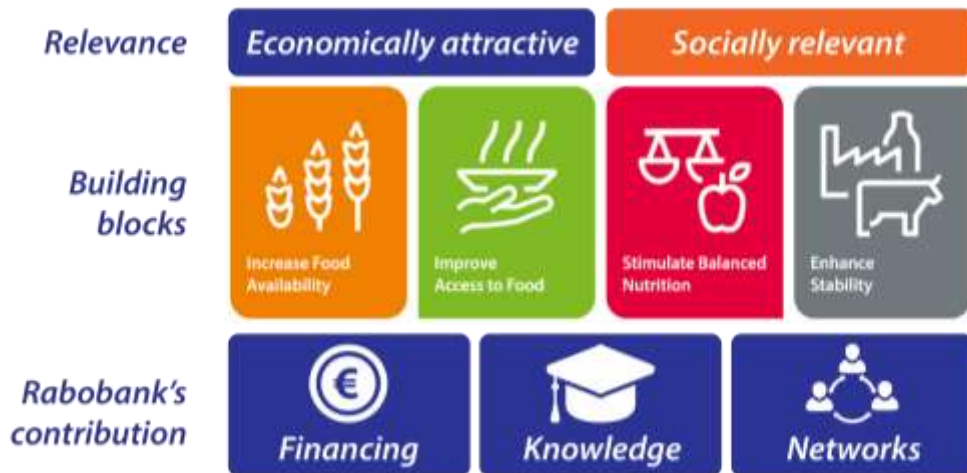 Relevance
Economically attractive
Socially relevant
Building
blocks
Increase Food
Availability
Improve
Access to Food
Stimulate Balanced
Nutrition
Enhance
Stability
Rabobank's
contribution
€
Financing
Knowledge
Networks